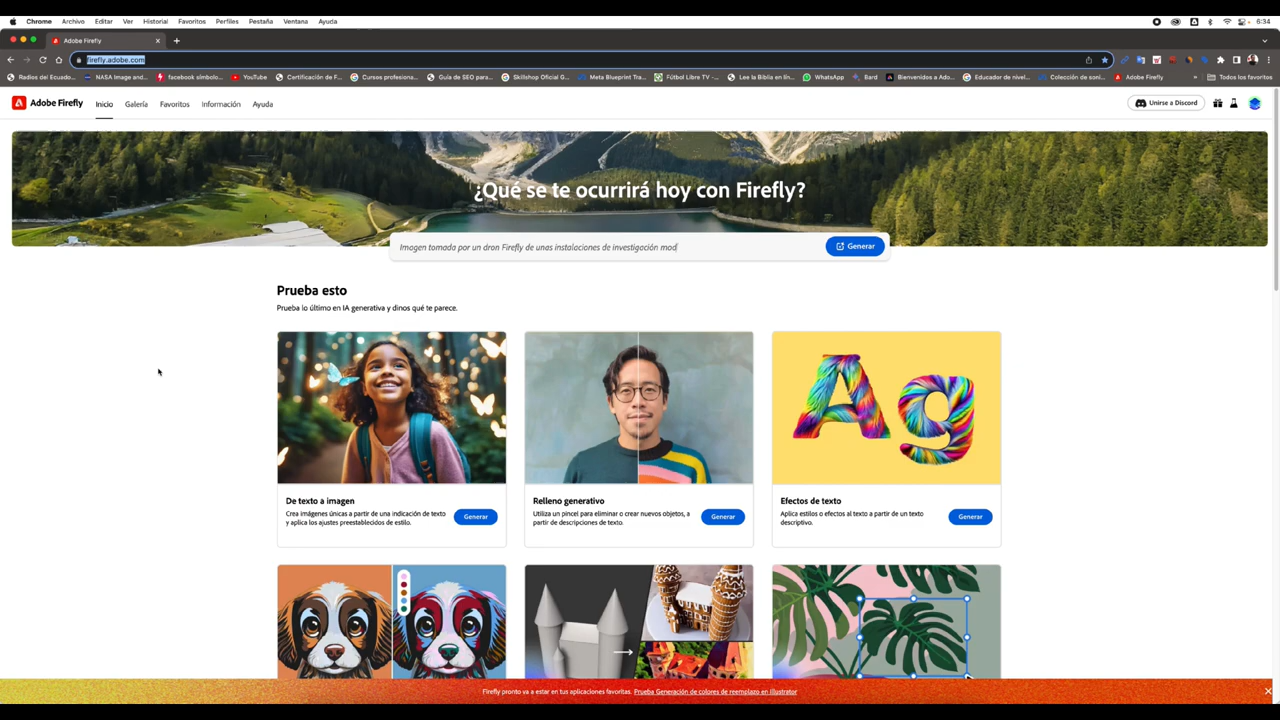 Chrome Archivo Editar Ver Historial Favoritos Perfiles Pestaña Ventana Ayuda 6:34
Adobe Firefly
firefly.adobe.com
Radios del Ecuado... NASA Image and... facebook símbolo... YouTube Certificación de F... Cursos profesiona... Guía de SEO para... Skillshop Oficial G... Meta Blueprint Tra... Fútbol Libre TV -... Lee la Biblia en lín... WhatsApp Bard Bienvenidos a Ado... Educador de nivel... Colección de soni... Adobe Firefly » Todos los favoritos
Adobe Firefly Inicio Galería Favoritos Información Ayuda Unirse a Discord
¿Qué se te ocurrirá hoy con Firefly?
Imagen tomada por un dron Firefly de unas instalaciones de investigación mod Generar
Prueba esto
Prueba lo último en IA generativa y dinos qué te parece.
Ag
De texto a imagen
Crea imágenes únicas a partir de una indicación de texto
y aplica los ajustes preestablecidos de estilo.
Generar
Relleno generativo
Utiliza un pincel para eliminar o crear nuevos objetos, a
partir de descripciones de texto.
Generar
Efectos de texto
Aplica estilos o efectos al texto a partir de un texto
descriptivo.
Generar
Firefly pronto va a estar en tus aplicaciones favoritas. Prueba Generación de colores de reemplazo en Illustrator